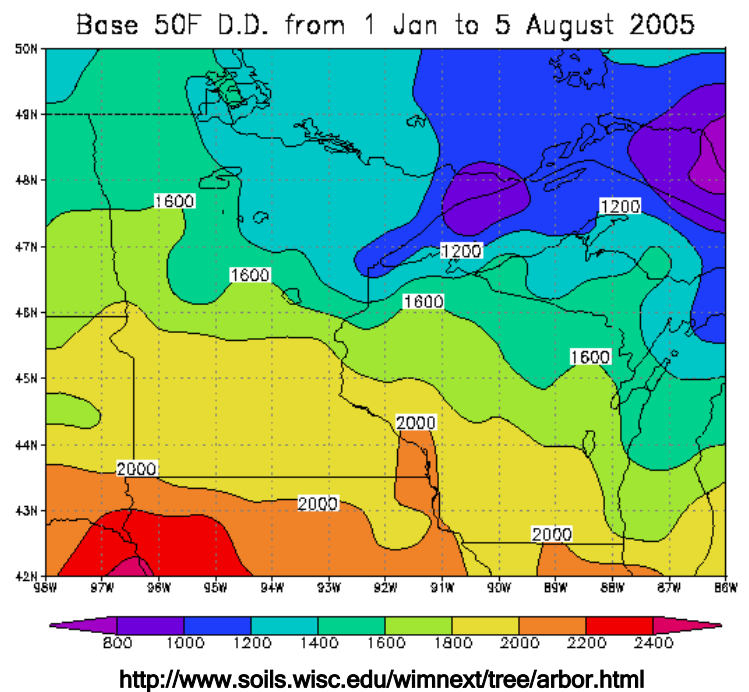 Base 50F D.D. from 1 Jan to 5 August 2005
50N
49N
48N
1600
1200
47N
1200
1600
46N
1600
1600
45N
2000
44N
2000
2000
43N
2000
42N
98W 97W 96W 95W 94W 93W 92W 91W 90W 89W 88W 87W 86W
800 1000 1200 1400 1600 1800 2000 2200 2400
http://www.soils.wisc.edu/wimnext/tree/arbor.html